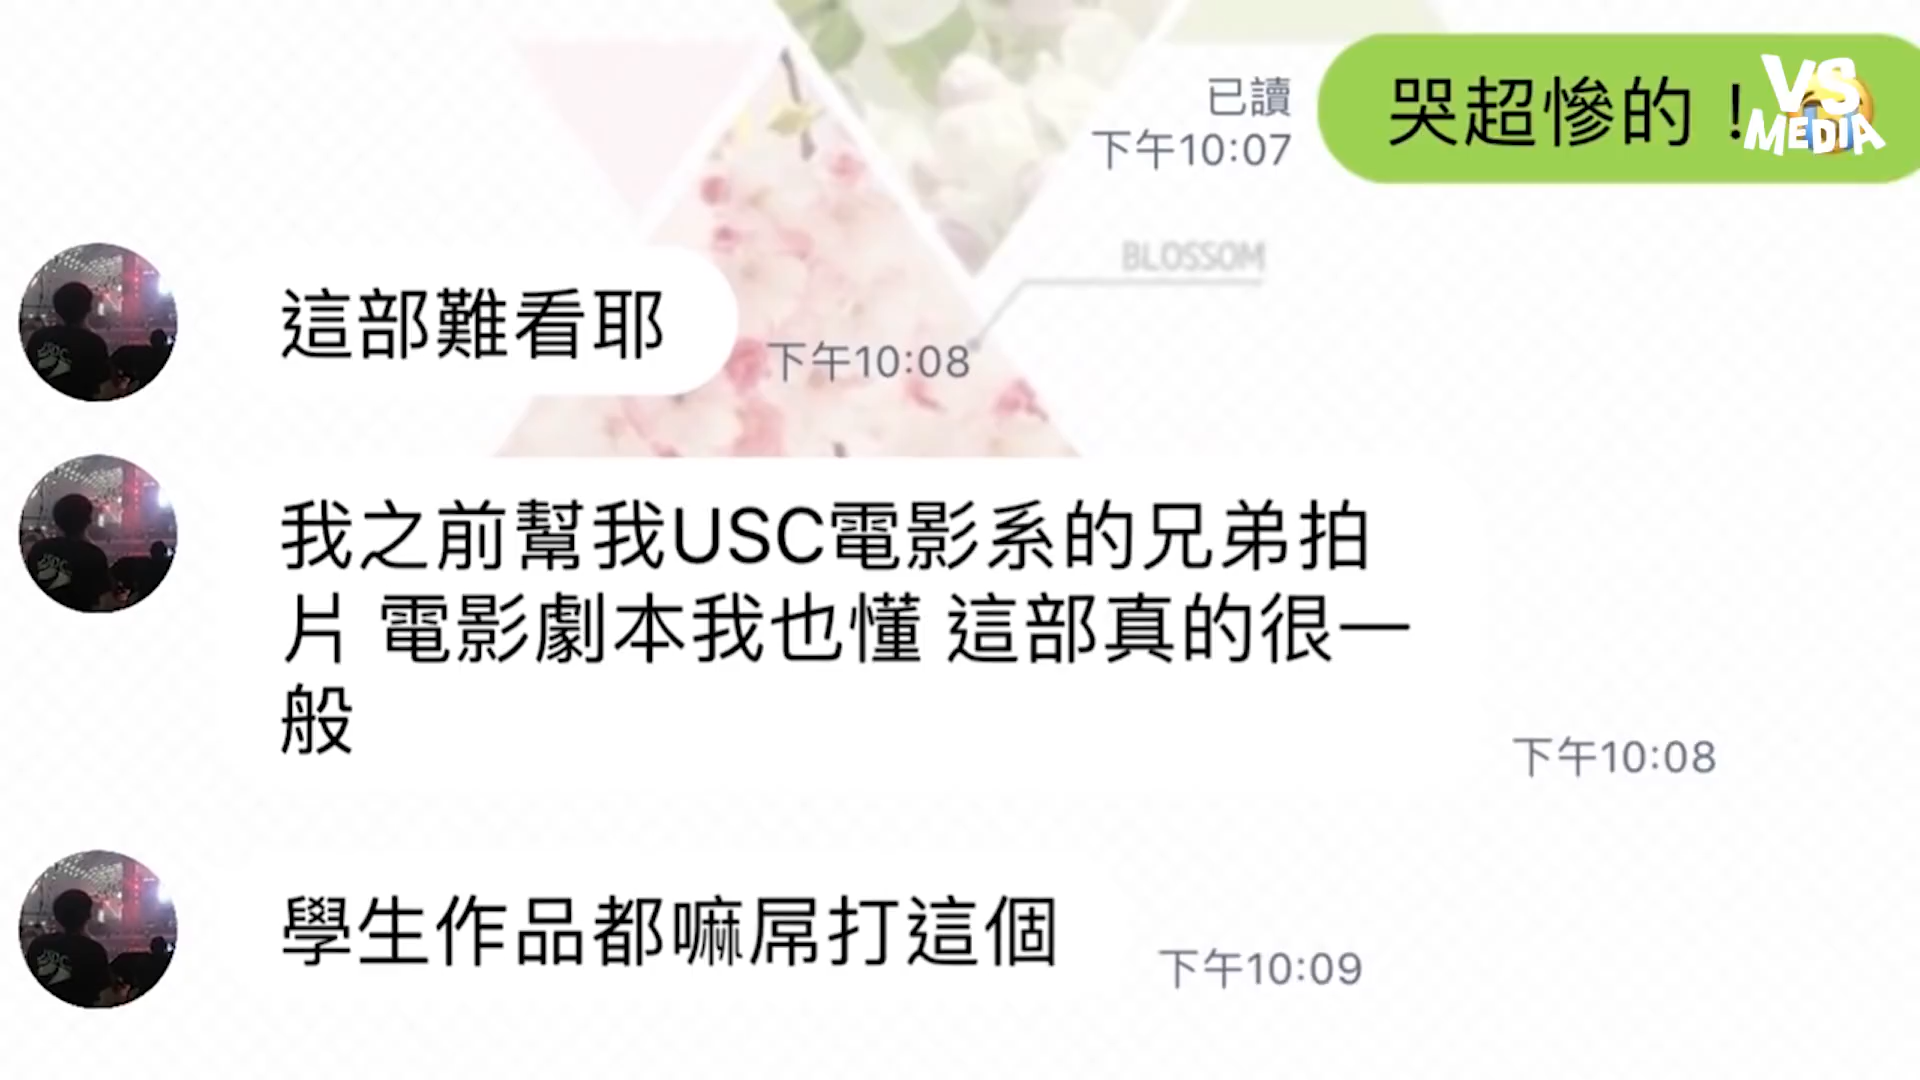 已讀
下午10:07
哭超慘的！
VS
MEDIA
BLOSSOM
這部難看耶
下午10:08
我之前幫我USC電影系的兄弟拍
片 電影劇本我也懂 這部真的很一
般
下午10:08
學生作品都嘛屌打這個
下午10:09